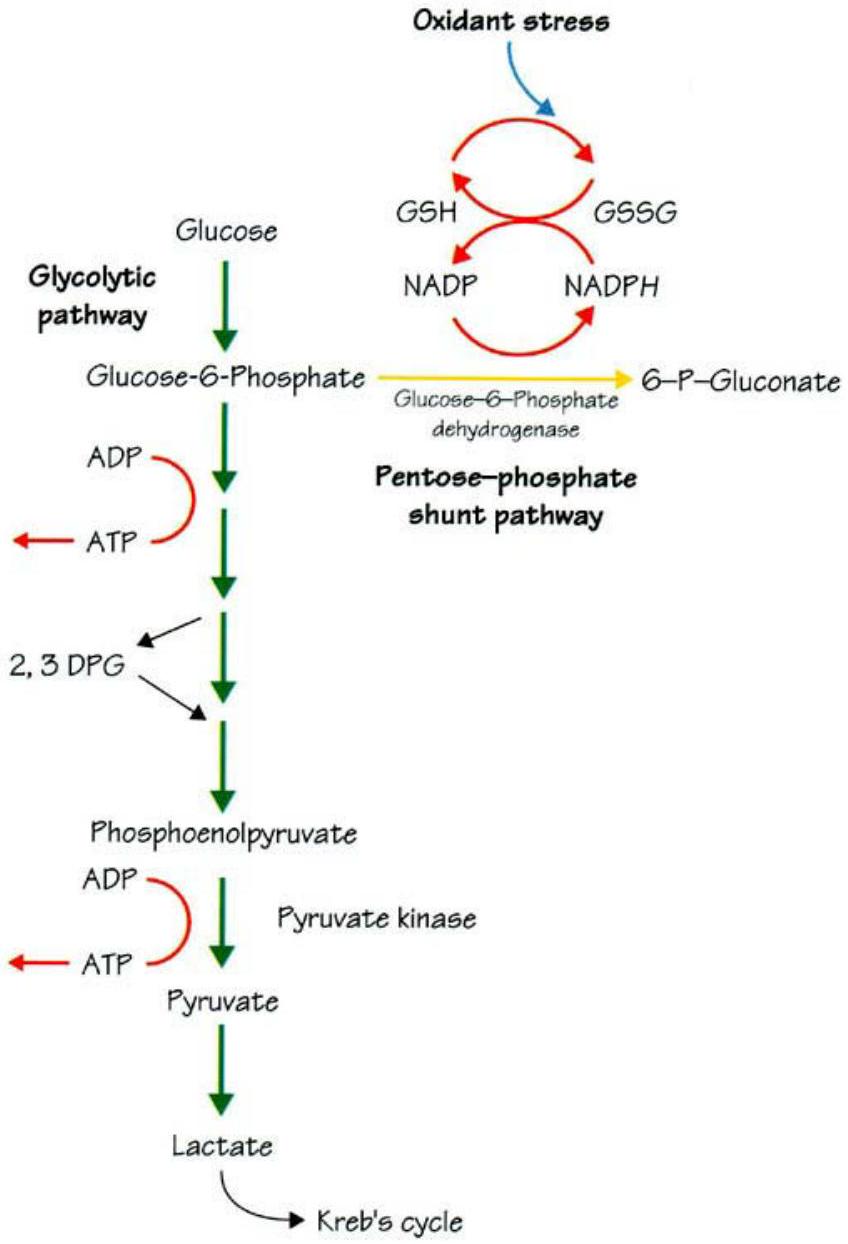 Oxidant stress
GSH
GSSG
Glucose
Glycolytic
pathway
NADP
NADPH
Glucose-6-Phosphate
6–P–Gluconate
Glucose–6–Phosphate
dehydrogenase
ADP
Pentose–phosphate
shunt pathway
ATP
2, 3 DPG
Phosphoenolpyruvate
ADP
Pyruvate kinase
ATP
Pyruvate
Lactate
Kreb's cycle